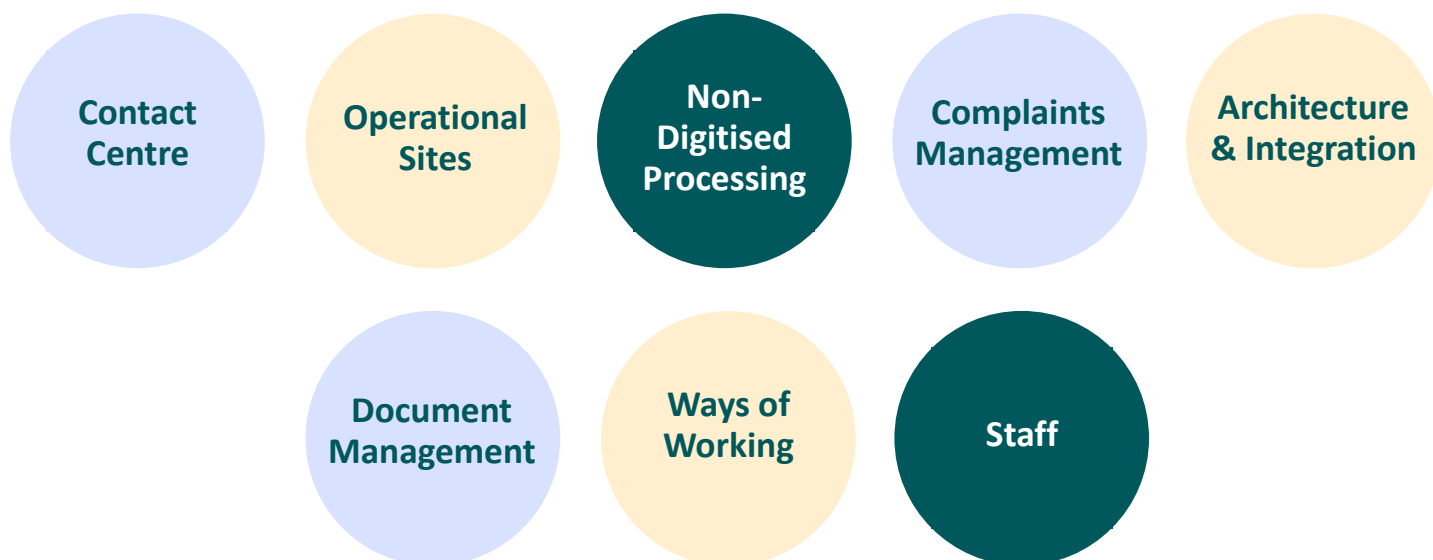 Contact
Centre
Operational
Sites
Non-
Digitised
Processing
Complaints
Management
Architecture
& Integration
Document
Management
Ways of
Working
Staff